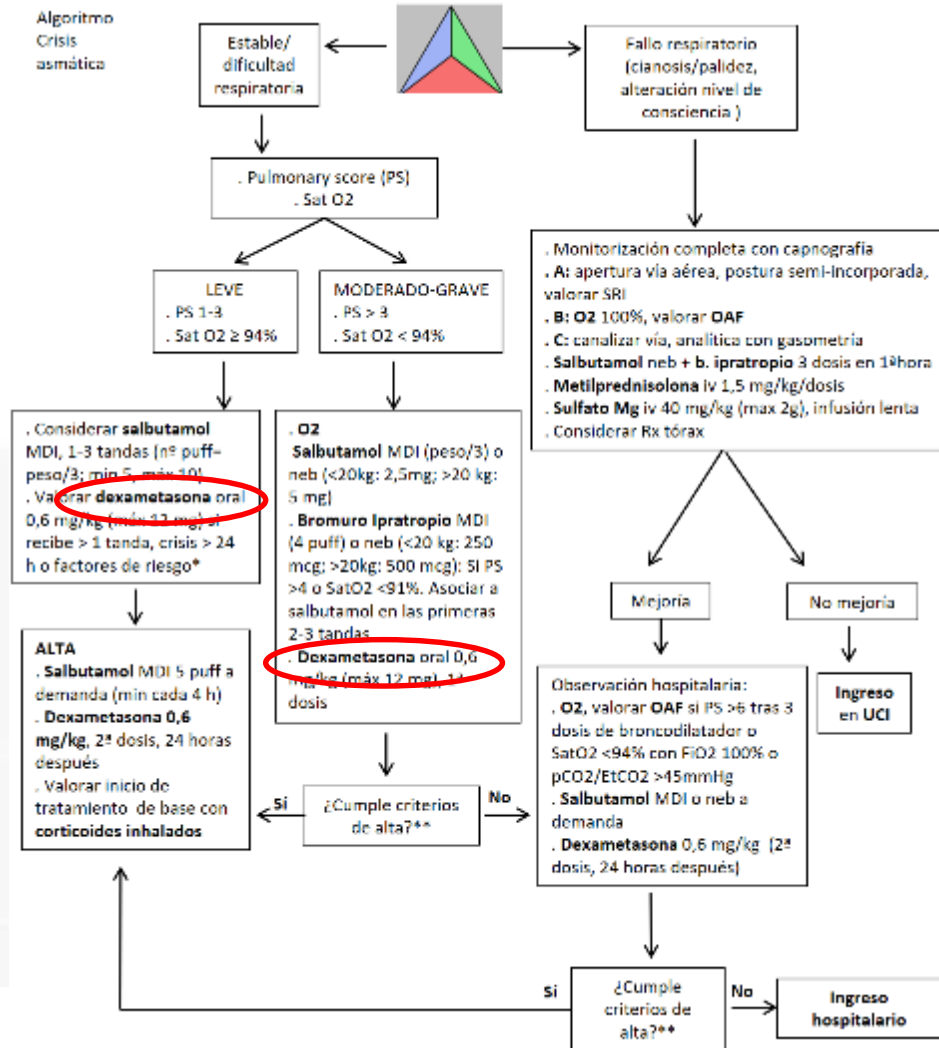 Algoritmo
Crisis
asmática
Estable/
dificultad
respiratoria
Fallo respiratorio
(cianosis/palidez,
alteración nivel de
consciencia )
. Pulmonary score (PS)
. Sat O2
LEVE
. PS 1-3
. Sat O2 ≥ 94%
MODERADO-GRAVE
. PS > 3
. Sat O2 < 94%
. Monitorización completa con capnografía
. A: apertura vía aérea, postura semi-incorporada,
valorar SRI
. B: O2 100%, valorar OAF
. C: canalizar vía, analítica con gasometría
. Salbutamol neb + b. ipratropio 3 dosis en 1ªhora
. Metilprednisolona iv 1,5 mg/kg/dosis
. Sulfato Mg iv 40 mg/kg (max 2g), infusión lenta
. Considerar Rx tórax
. Considerar salbutamol
MDI, 1-3 tandas (nº puff=
peso/3; min 5, máx 10)
. Valorar dexametasona oral
0,6 mg/kg (máx 12 mg) si
recibe > 1 tanda, crisis > 24
h o factores de riesgo*
. O2
Salbutamol MDI (peso/3) o
neb (<20kg: 2,5mg; >20 kg:
5 mg)
. Bromuro Ipratropio MDI
(4 puff) o neb (<20 kg: 250
mcg; >20kg: 500 mcg): Si PS
>4 o SatO2 <91%. Asociar a
salbutamol en las primeras
2-3 tandas
. Dexametasona oral 0,6
mg/kg (máx 12 mg), 1ª
dosis
Mejoría
No mejoría
ALTA
. Salbutamol MDI 5 puff a
demanda (min cada 4 h)
. Dexametasona 0,6
mg/kg, 2ª dosis, 24 horas
después
. Valorar inicio de
tratamiento de base con
corticoides inhalados
Observación hospitalaria:
. O2, valorar OAF si PS >6 tras 3
dosis de broncodilatador o
SatO2 <94% con FiO2 100% o
pCO2/EtCO2 >45mmHg
. Salbutamol MDI o neb a
demanda
. Dexametasona 0,6 mg/kg (2ª
dosis, 24 horas después)
Ingreso
en UCI
Si
¿Cumple criterios
de alta?**
No
Si
¿Cumple
criterios de
alta?**
No
Ingreso
hospitalario